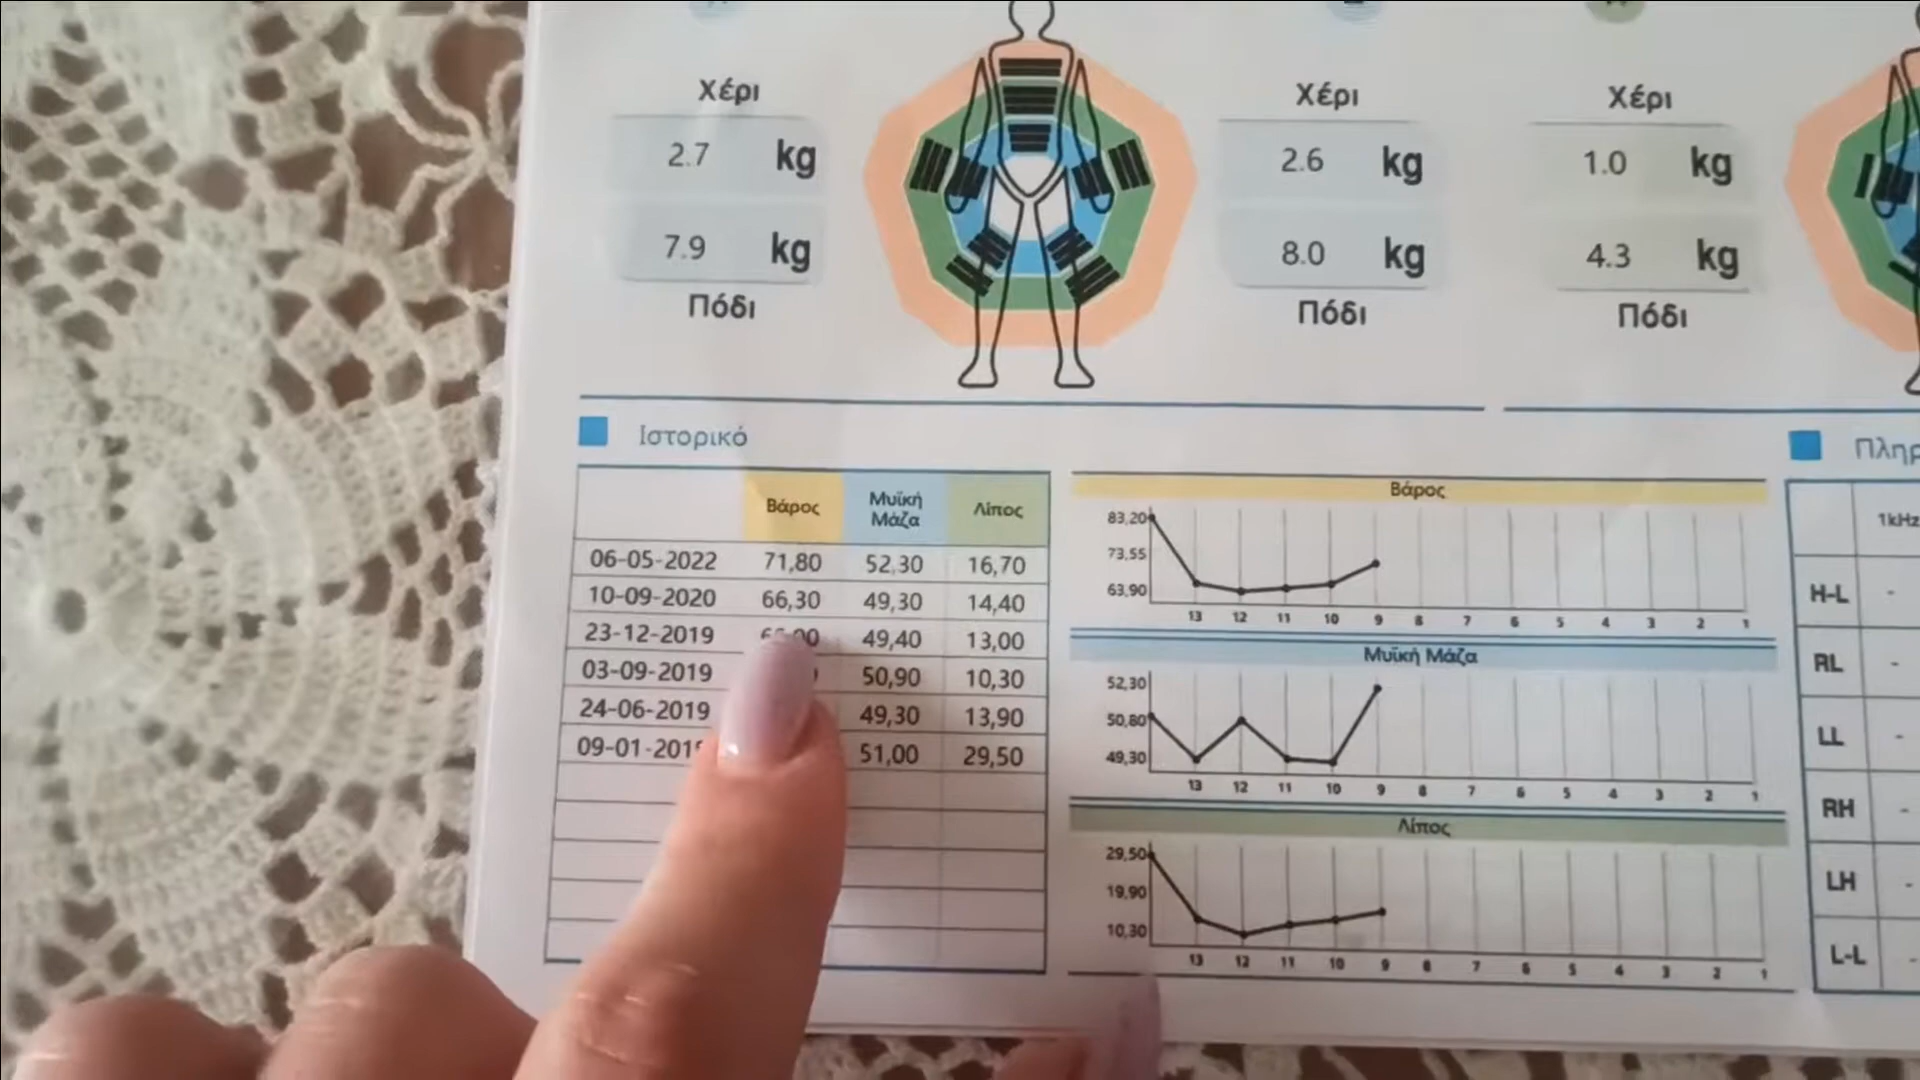 Χέρι
2.7 kg
7.9 kg
Πόδι
Χέρι
2.6 kg
8.0 kg
Πόδι
Χέρι
1.0 kg
4.3 kg
Πόδι
Ιστορικό
Βάρος Μυϊκή Μάζα Λίπος
06-05-2022 71,80 52,30 16,70
10-09-2020 66,30 49,30 14,40
23-12-2019 49,40 13,00
03-09-2019 50,90 10,30
24-06-2019 49,30 13,90
09-01-2019 51,00 29,50
Βάρος
83,20
73,55
63,90
13 12 11 10 9 8 7 6 5 4 3 2 1
Μυϊκή Μάζα
52,30
50,80
49,30
13 12 11 10 9 8 7 6 5 4 3 2 1
Λίπος
29,50
19,90
10,30
13 12 11 10 9 8 7 6 5 4 3 2 1
1kHz
H-L -
RL -
LL -
RH -
LH -
L-L -